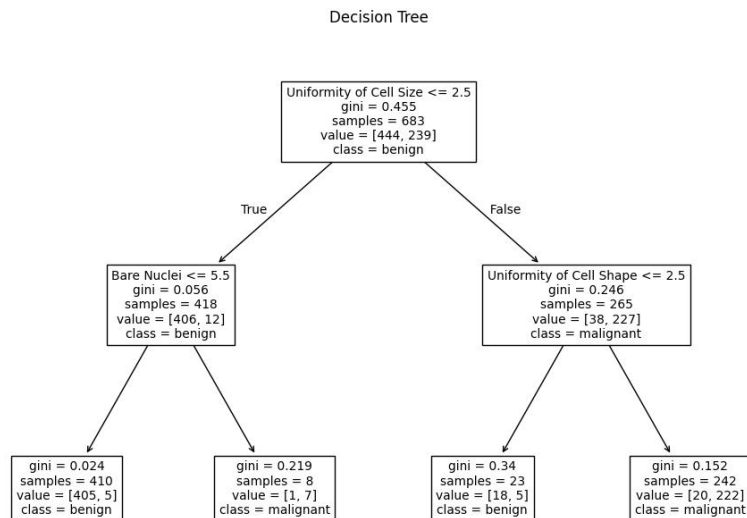 Decision Tree
Uniformity of Cell Size <= 2.5
gini = 0.455
samples = 683
value = [444, 239]
class = benign
True
False
Bare Nuclei <= 5.5
gini = 0.056
samples = 418
value = [406, 12]
class = benign
Uniformity of Cell Shape <= 2.5
gini = 0.246
samples = 265
value = [38, 227]
class = malignant
gini = 0.024
samples = 410
value = [405, 5]
class = benign
gini = 0.219
samples = 8
value = [1, 7]
class = malignant
gini = 0.34
samples = 23
value = [18, 5]
class = benign
gini = 0.152
samples = 242
value = [20, 222]
class = malignant